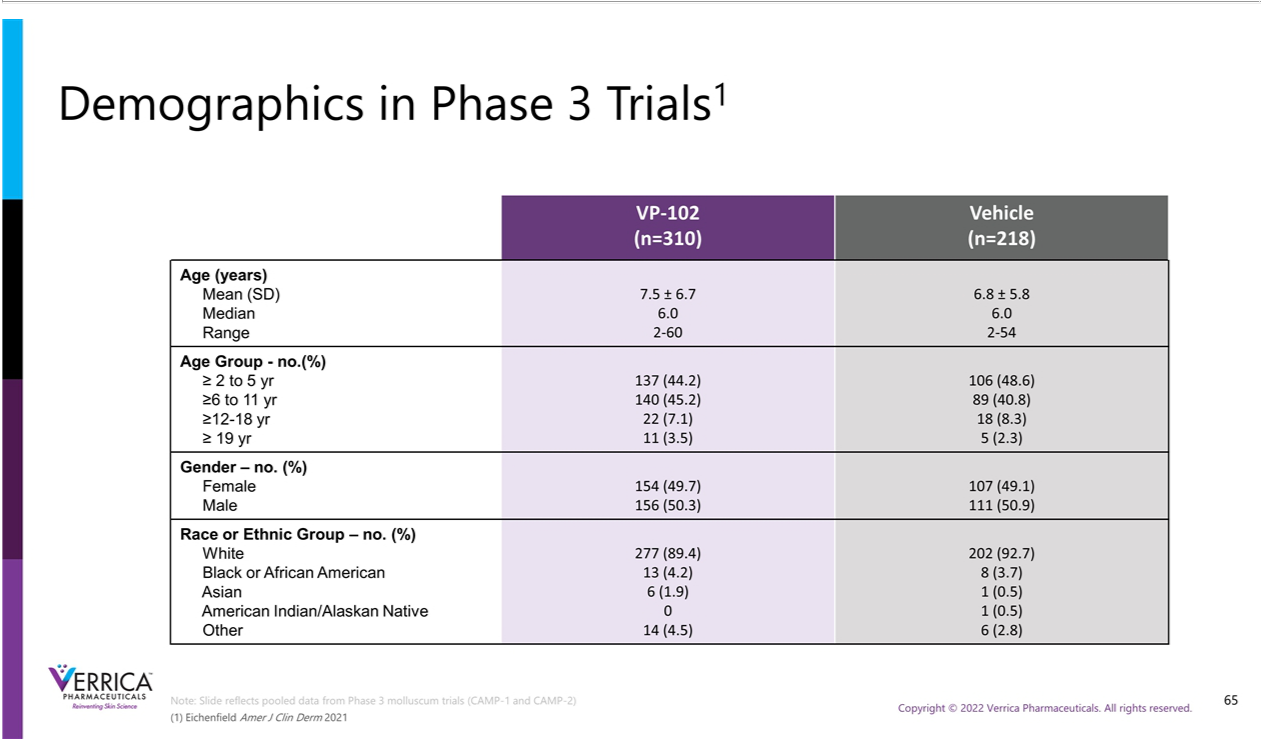 Demographics in Phase 3 Trials1
VP-102 Vehicle
(n=310) (n=218)
Age (years)
Mean (SD) 7.5 ± 6.7 6.8 ± 5.8
Median 6.0 6.0
Range 2-60 2-54
Age Group - no.(%)
≥ 2 to 5 yr 137 (44.2) 106 (48.6)
≥6 to 11 yr 140 (45.2) 89 (40.8)
≥12-18 yr 22 (7.1) 18 (8.3)
≥ 19 yr 11 (3.5) 5 (2.3)
Gender – no. (%)
Female 154 (49.7) 107 (49.1)
Male 156 (50.3) 111 (50.9)
Race or Ethnic Group – no. (%)
White 277 (89.4) 202 (92.7)
Black or African American 13 (4.2) 8 (3.7)
Asian 6 (1.9) 1 (0.5)
American Indian/Alaskan Native 0 1 (0.5)
Other 14 (4.5) 6 (2.8)
VERRICA™
PHARMACEUTICALS
Reinventing Skin Science
Note: Slide reflects pooled data from Phase 3 molluscum trials (CAMP-1 and CAMP-2)
(1) Eichenfield Amer J Clin Derm 2021
Copyright © 2022 Verrica Pharmaceuticals. All rights reserved.
65